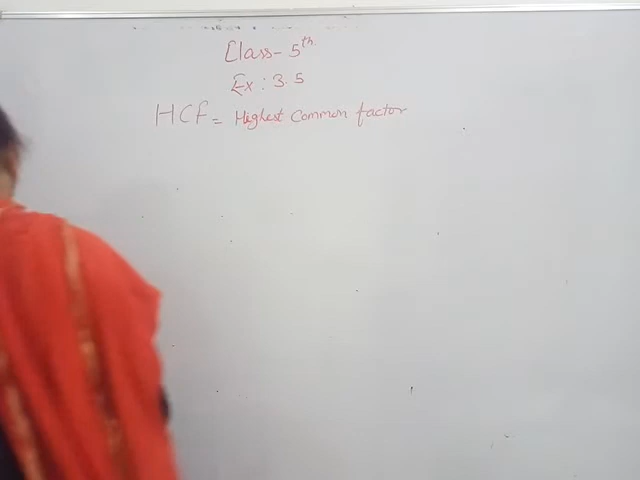 Class- 5th.
Ex : 3.5
HCF = Highest Common factor